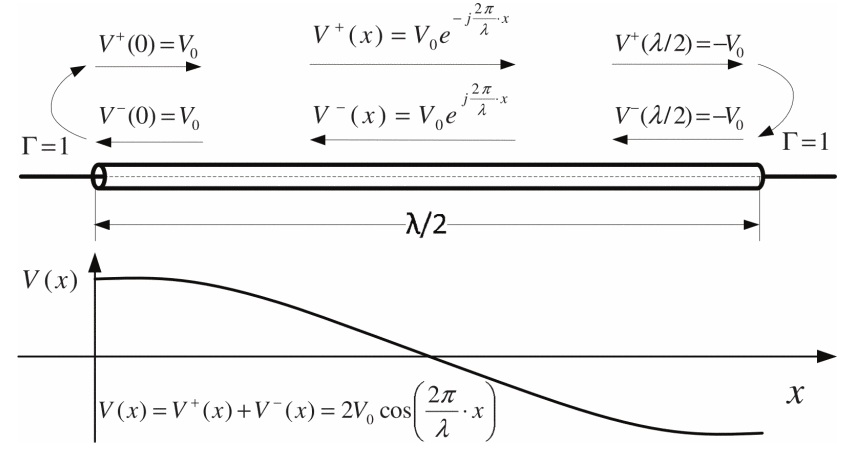 V⁺(0)=V₀
V⁺(x) = V₀e^(-j(2π/λ)·x)
V⁺(λ/2)=–V₀
V⁻(0)=V₀
V⁻(x) = V₀e^(j(2π/λ)·x)
V⁻(λ/2)=–V₀
Γ=1
Γ=1
λ/2
V(x)
x
V(x)=V⁺(x)+V⁻(x)=2V₀ cos(2π/λ·x)